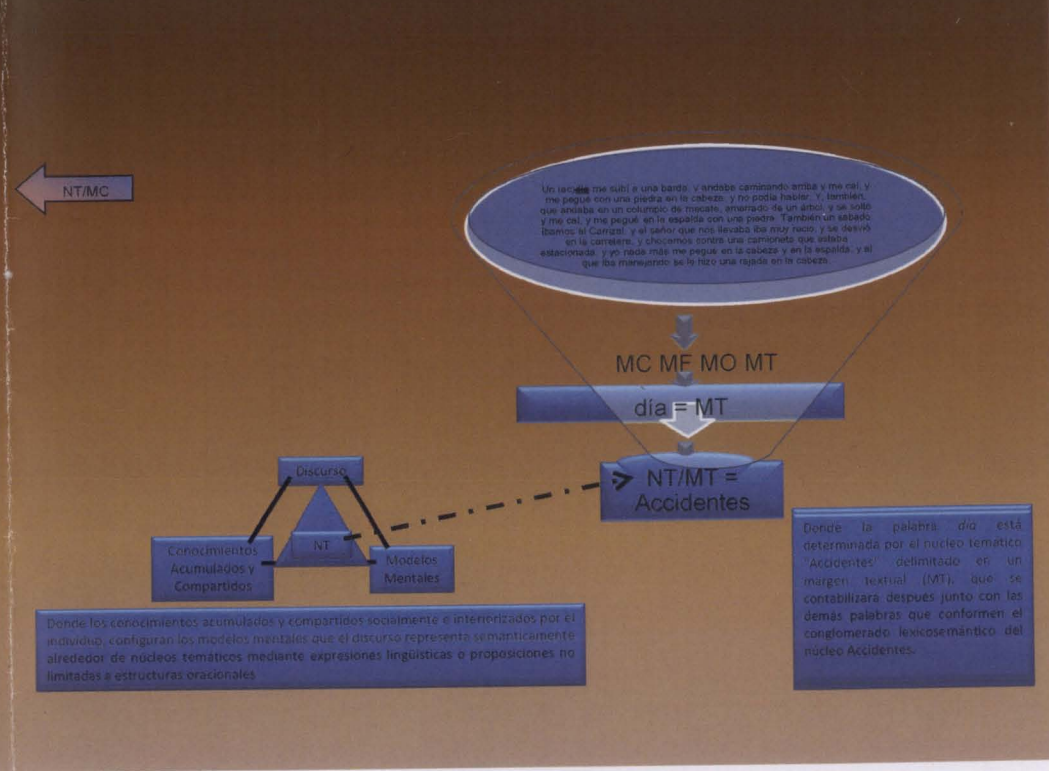 NT/MC
Un día me subí a una barda, y andaba caminando arriba y me caí, y
me pegué con una piedra en la cabeza, y no podía hablar. Y, también,
que andaba en un columpio de mecate, amarrado de un árbol, y se soltó
y me caí, y me pegué en la espalda con una piedra. También un sábado
íbamos al Carrizal, y el señor que nos llevaba iba muy recio, y se desvió
en la carretera, y chocamos contra una camioneta que estaba
estacionada, y yo nada más me pegué en la cabeza y en la espalda, y al
que iba manejando se le hizo una rajada en la cabeza.
MC MF MO MT
día = MT
NT/MT =
Accidentes
Discurso
NT
Conocimientos
Acumulados y
Compartidos
Modelos
Mentales
Donde los conocimientos acumulados y compartidos socialmente e interiorizados por el
individuo, configuran los modelos mentales que el discurso representa semánticamente
alrededor de núcleos temáticos mediante expresiones lingüísticas o proposiciones no
limitadas a estructuras oracionales
Donde la palabra día está
determinada por el núcleo temático
"Accidentes" delimitado en un
margen textual (MT), que se
contabilizará después junto con las
demás palabras que conformen el
conglomerado lexicosemántico del
núcleo Accidentes.